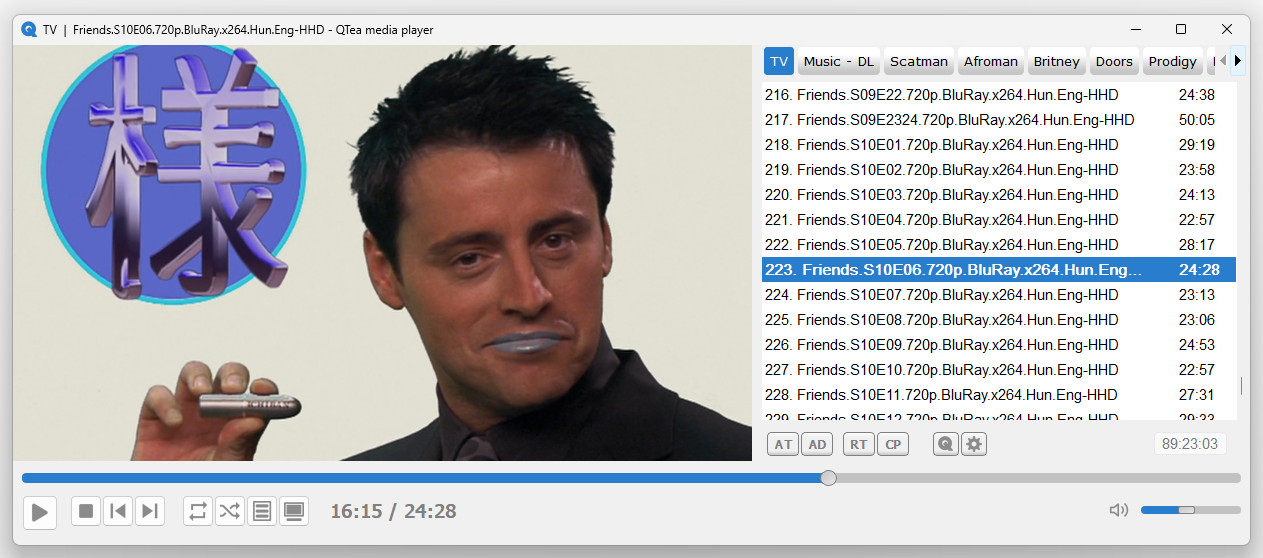 TV | Friends.S10E06.720p.BluRay.x264.Hun.Eng-HHD - QTea media player
様
ICHIBAN
TV Music - DL Scatman Afroman Britney Doors Prodigy
216. Friends.S09E22.720p.BluRay.x264.Hun.Eng-HHD 24:38
217. Friends.S09E2324.720p.BluRay.x264.Hun.Eng-HHD 50:05
218. Friends.S10E01.720p.BluRay.x264.Hun.Eng-HHD 29:19
219. Friends.S10E02.720p.BluRay.x264.Hun.Eng-HHD 23:58
220. Friends.S10E03.720p.BluRay.x264.Hun.Eng-HHD 24:13
221. Friends.S10E04.720p.BluRay.x264.Hun.Eng-HHD 22:57
222. Friends.S10E05.720p.BluRay.x264.Hun.Eng-HHD 28:17
223. Friends.S10E06.720p.BluRay.x264.Hun.Eng... 24:28
224. Friends.S10E07.720p.BluRay.x264.Hun.Eng-HHD 23:13
225. Friends.S10E08.720p.BluRay.x264.Hun.Eng-HHD 23:06
226. Friends.S10E09.720p.BluRay.x264.Hun.Eng-HHD 24:53
227. Friends.S10E10.720p.BluRay.x264.Hun.Eng-HHD 22:57
228. Friends.S10E11.720p.BluRay.x264.Hun.Eng-HHD 27:31
229. Friends.S10E12.720p.BluRay.x264.Hun.Eng-HHD 29:33
AT AD RT CP 89:23:03
16:15 / 24:28